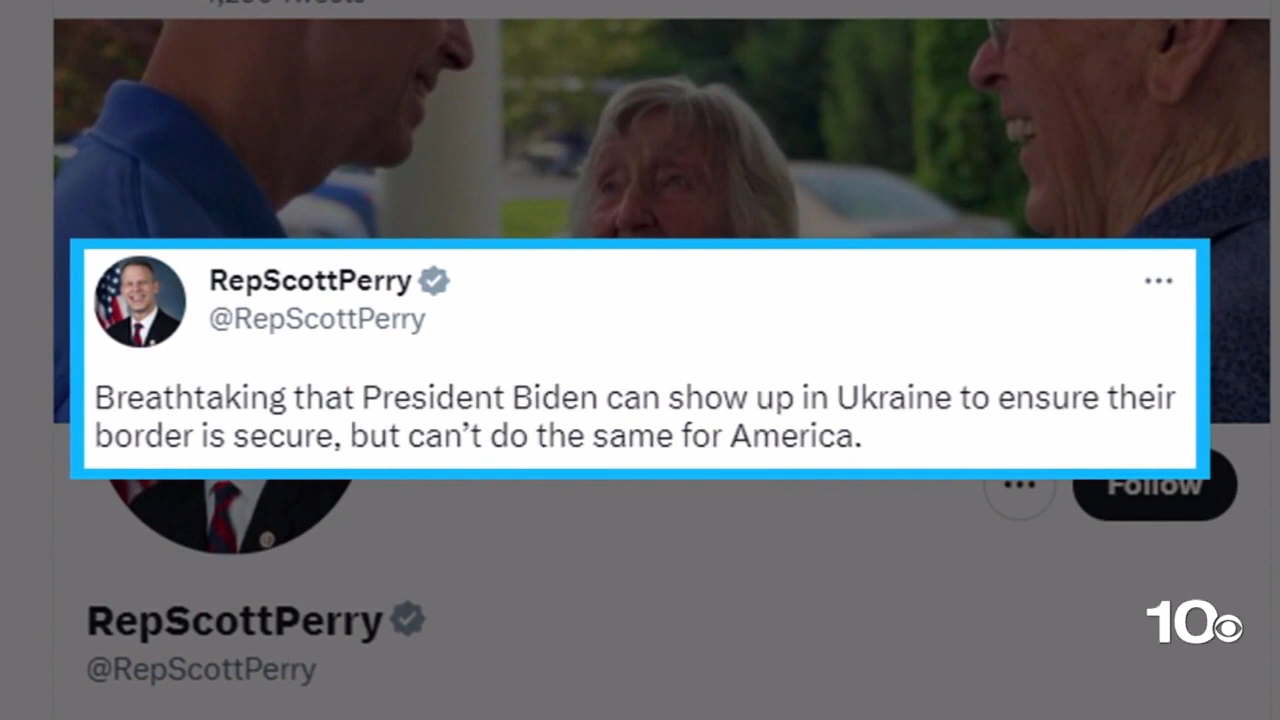 RepScottPerry
@RepScottPerry
Breathtaking that President Biden can show up in Ukraine to ensure their
border is secure, but can’t do the same for America.
Follow
RepScottPerry
@RepScottPerry
10